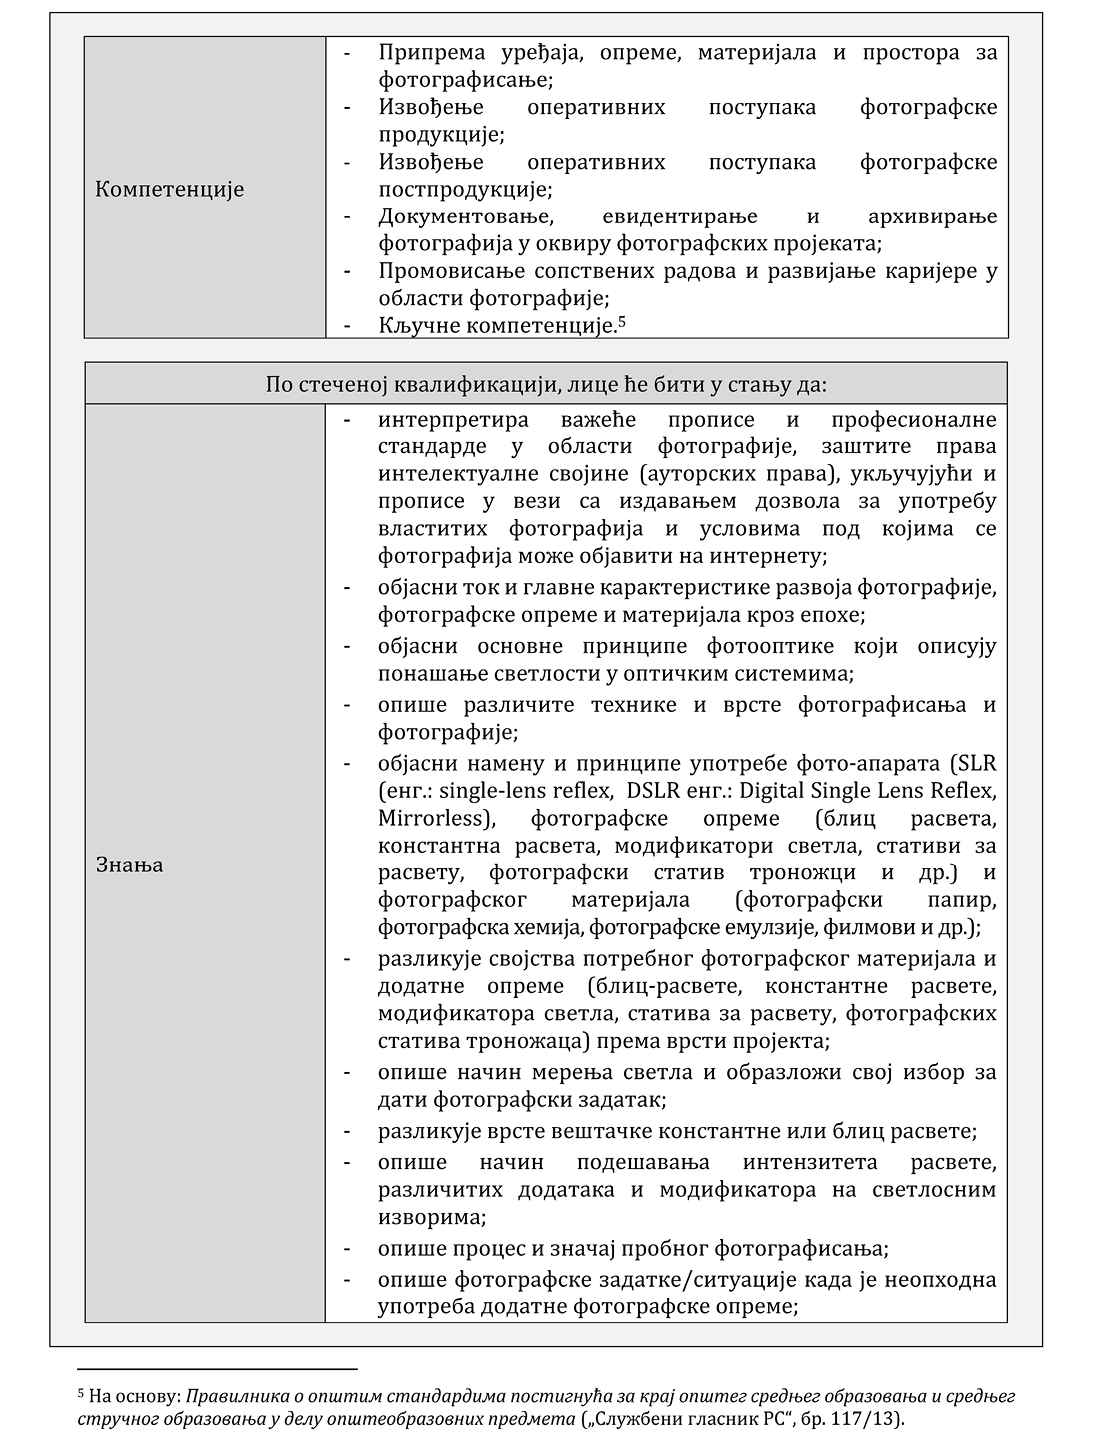 - Припрема уређаја, опреме, материјала и простора за
фотографисање;
- Извођење оперативних поступака фотографске
продукције;
- Извођење оперативних поступака фотографске
постпродукције;
Компетенције
- Документовање, евидентирање и архивирање
фотографија у оквиру фотографских пројеката;
- Промовисање сопствених радова и развијање каријере у
области фотографије;
- Кључне компетенције.⁵
По стеченој квалификацији, лице ће бити у стању да:
- интерпретира важеће прописе и професионалне
стандарде у области фотографије, заштите права
интелектуалне својине (ауторских права), укључујући и
прописе у вези са издавањем дозвола за употребу
властитих фотографија и условима под којима се
фотографија може објавити на интернету;
- објасни ток и главне карактеристике развоја фотографије,
фотографске опреме и материјала кроз епохе;
- објасни основне принципе фотооптике који описују
понашање светлости у оптичким системима;
- опише различите технике и врсте фотографисања и
фотографије;
- објасни намену и принципе употребе фото-апарата (SLR
(енг.: single-lens reflex, DSLR енг.: Digital Single Lens Reflex,
Mirrorless), фотографске опреме (блиц расвета,
константна расвета, модификатори светла, стативи за
Знања
расвету, фотографски статив троножци и др.) и
фотографског материјала (фотографски папир,
фотографска хемија, фотографске емулзије, филмови и др.);
- разликује својства потребног фотографског материјала и
додатне опреме (блиц-расвете, константне расвете,
модификатора светла, статива за расвету, фотографских
статива троножаца) према врсти пројекта;
- опише начин мерења светла и образложи свој избор за
дати фотографски задатак;
- разликује врсте вештачке константне или блиц расвете;
- опише начин подешавања интензитета расвете,
различитих додатака и модификатора на светлосним
изворима;
- опише процес и значај пробног фотографисања;
- опише фотографске задатке/ситуације када је неопходна
употреба додатне фотографске опреме;
⁵ На основу: Правилника о општим стандардима постигнућа за крај општег средњег образовања и средњег
стручног образовања у делу општеобразовних предмета („Службени гласник РС“, бр. 117/13).